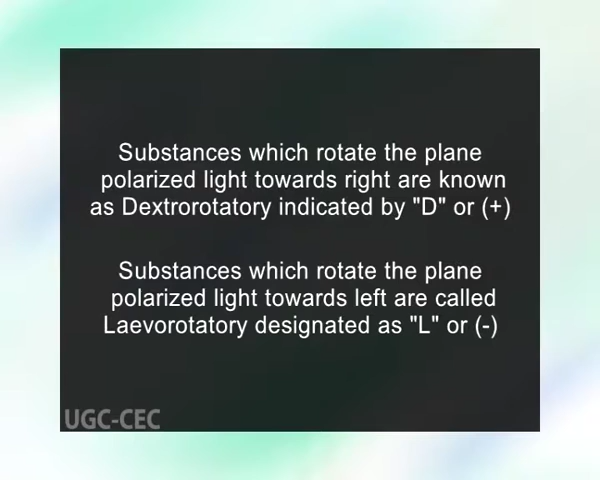 Substances which rotate the plane
polarized light towards right are known
as Dextrorotatory indicated by "D" or (+)
Substances which rotate the plane
polarized light towards left are called
Laevorotatory designated as "L" or (-)
UGC-CEC